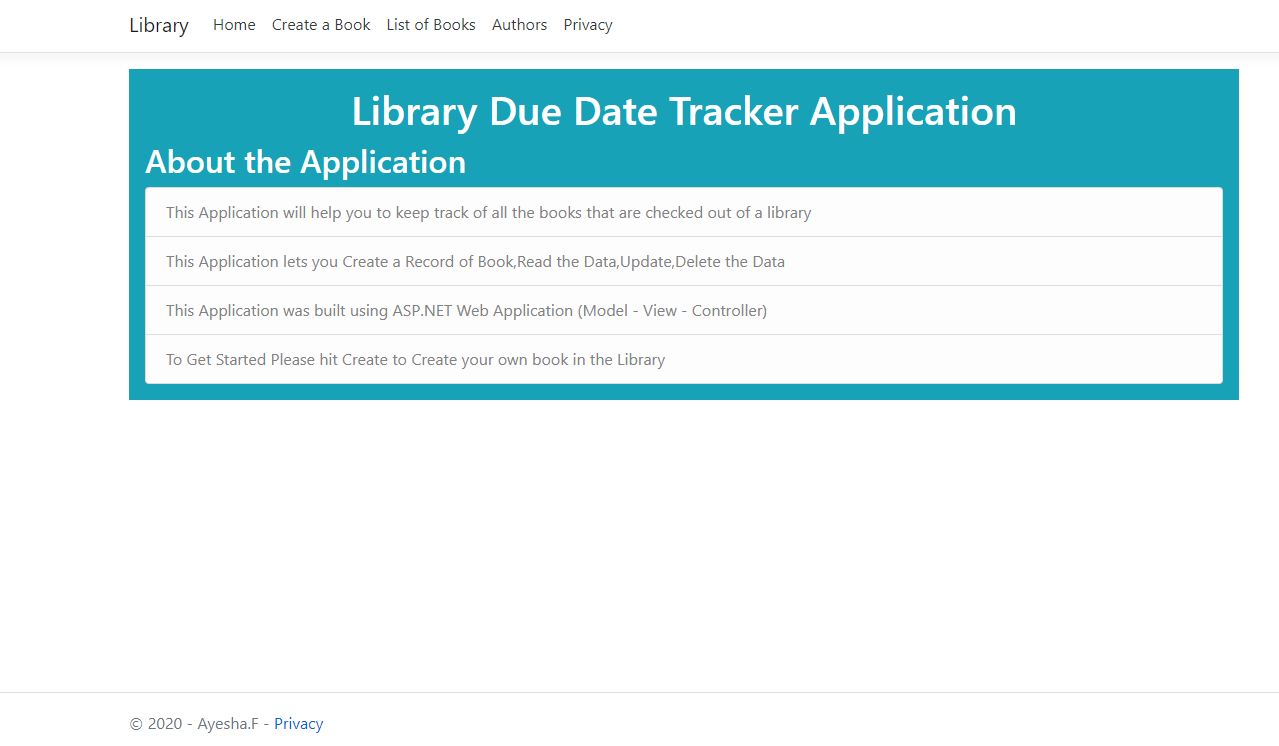 Library Home Create a Book List of Books Authors Privacy
Library Due Date Tracker Application
About the Application
This Application will help you to keep track of all the books that are checked out of a library
This Application lets you Create a Record of Book,Read the Data,Update,Delete the Data
This Application was built using ASP.NET Web Application (Model - View - Controller)
To Get Started Please hit Create to Create your own book in the Library
© 2020 - Ayesha.F - Privacy